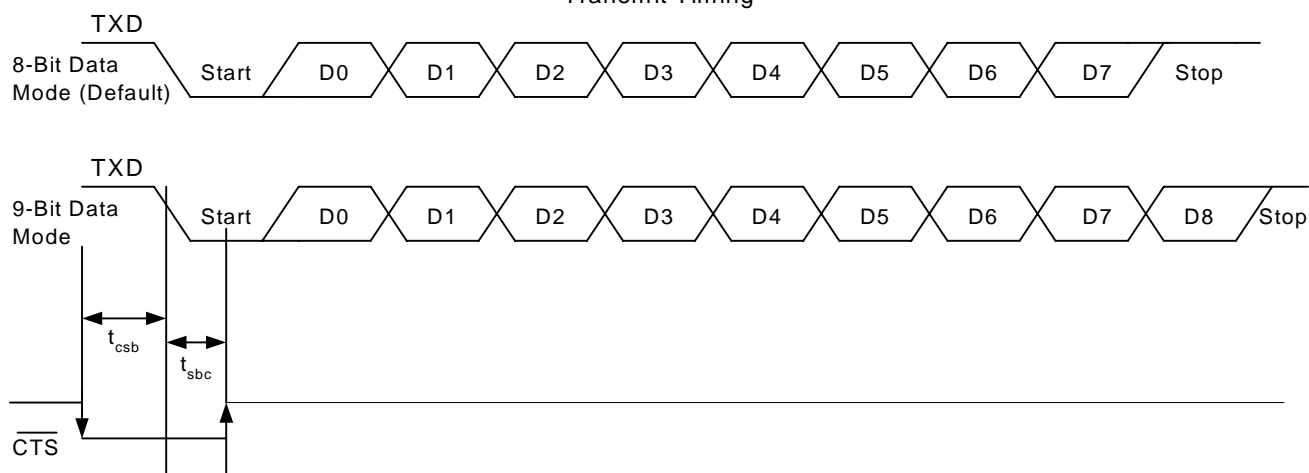 Transmit Timing
TXD
8-Bit Data
Mode (Default)
Start D0 D1 D2 D3 D4 D5 D6 D7 Stop
TXD
9-Bit Data
Mode
Start D0 D1 D2 D3 D4 D5 D6 D7 D8 Stop
tcsb
tsbc
CTS